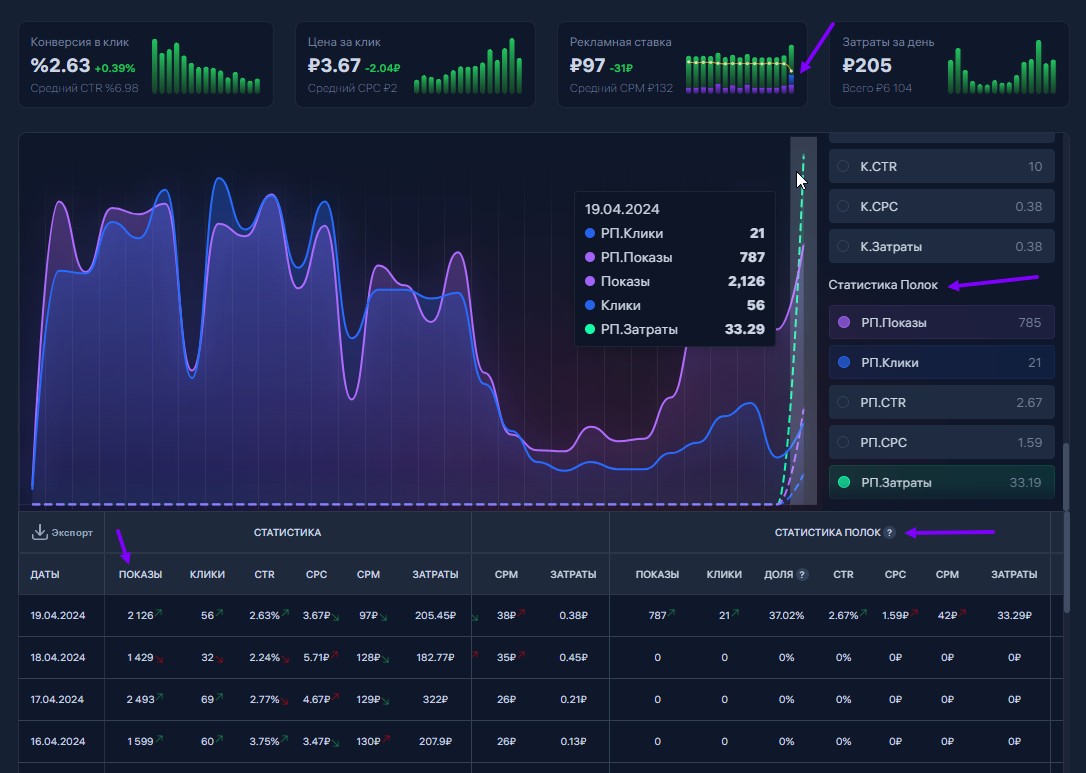 Конверсия в клик
%2.63 +0.39%
Средний CTR %6.98
Цена за клик
₽3.67 -2.04₽
Средний CPC ₽2
Рекламная ставка
₽97 -31₽
Средний CPM ₽132
Затраты за день
₽205
Всего ₽6 104
19.04.2024
РП.Клики 21
РП.Показы 787
Показы 2,126
Клики 56
РП.Затраты 33.29
К.CTR 10
К.CPC 0.38
К.Затраты 0.38
Статистика Полок
РП.Показы 785
РП.Клики 21
РП.CTR 2.67
РП.CPC 1.59
РП.Затраты 33.19
Экспорт СТАТИСТИКА СТАТИСТИКА ПОЛОК ?
ДАТЫ ПОКАЗЫ КЛИКИ CTR CPC CPM ЗАТРАТЫ CPM ЗАТРАТЫ ПОКАЗЫ КЛИКИ ДОЛЯ ? CTR CPC CPM ЗАТРАТЫ
19.04.2024 2 126 56 2.63% 3.67₽ 97₽ 205.45₽ 38₽ 0.38₽ 787 21 37.02% 2.67% 1.59₽ 42₽ 33.29₽
18.04.2024 1 429 32 2.24% 5.71₽ 128₽ 182.77₽ 35₽ 0.45₽ 0 0 0% 0% 0₽ 0₽ 0₽
17.04.2024 2 493 69 2.77% 4.67₽ 129₽ 322₽ 26₽ 0.21₽ 0 0 0% 0% 0₽ 0₽ 0₽
16.04.2024 1 599 60 3.75% 3.47₽ 130₽ 207.9₽ 26₽ 0.13₽ 0 0 0% 0% 0₽ 0₽ 0₽